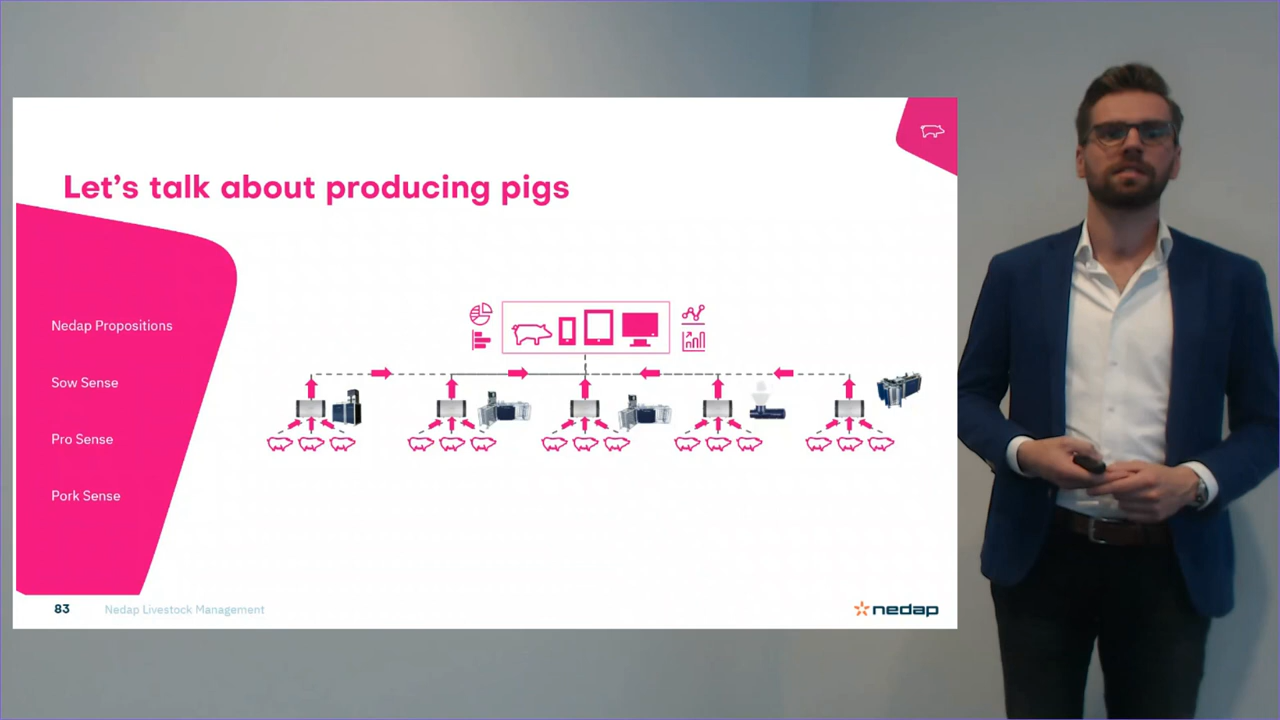 Let's talk about producing pigs
Nedap Propositions
Sow Sense
Pro Sense
Pork Sense
83 Nedap Livestock Management
nedap